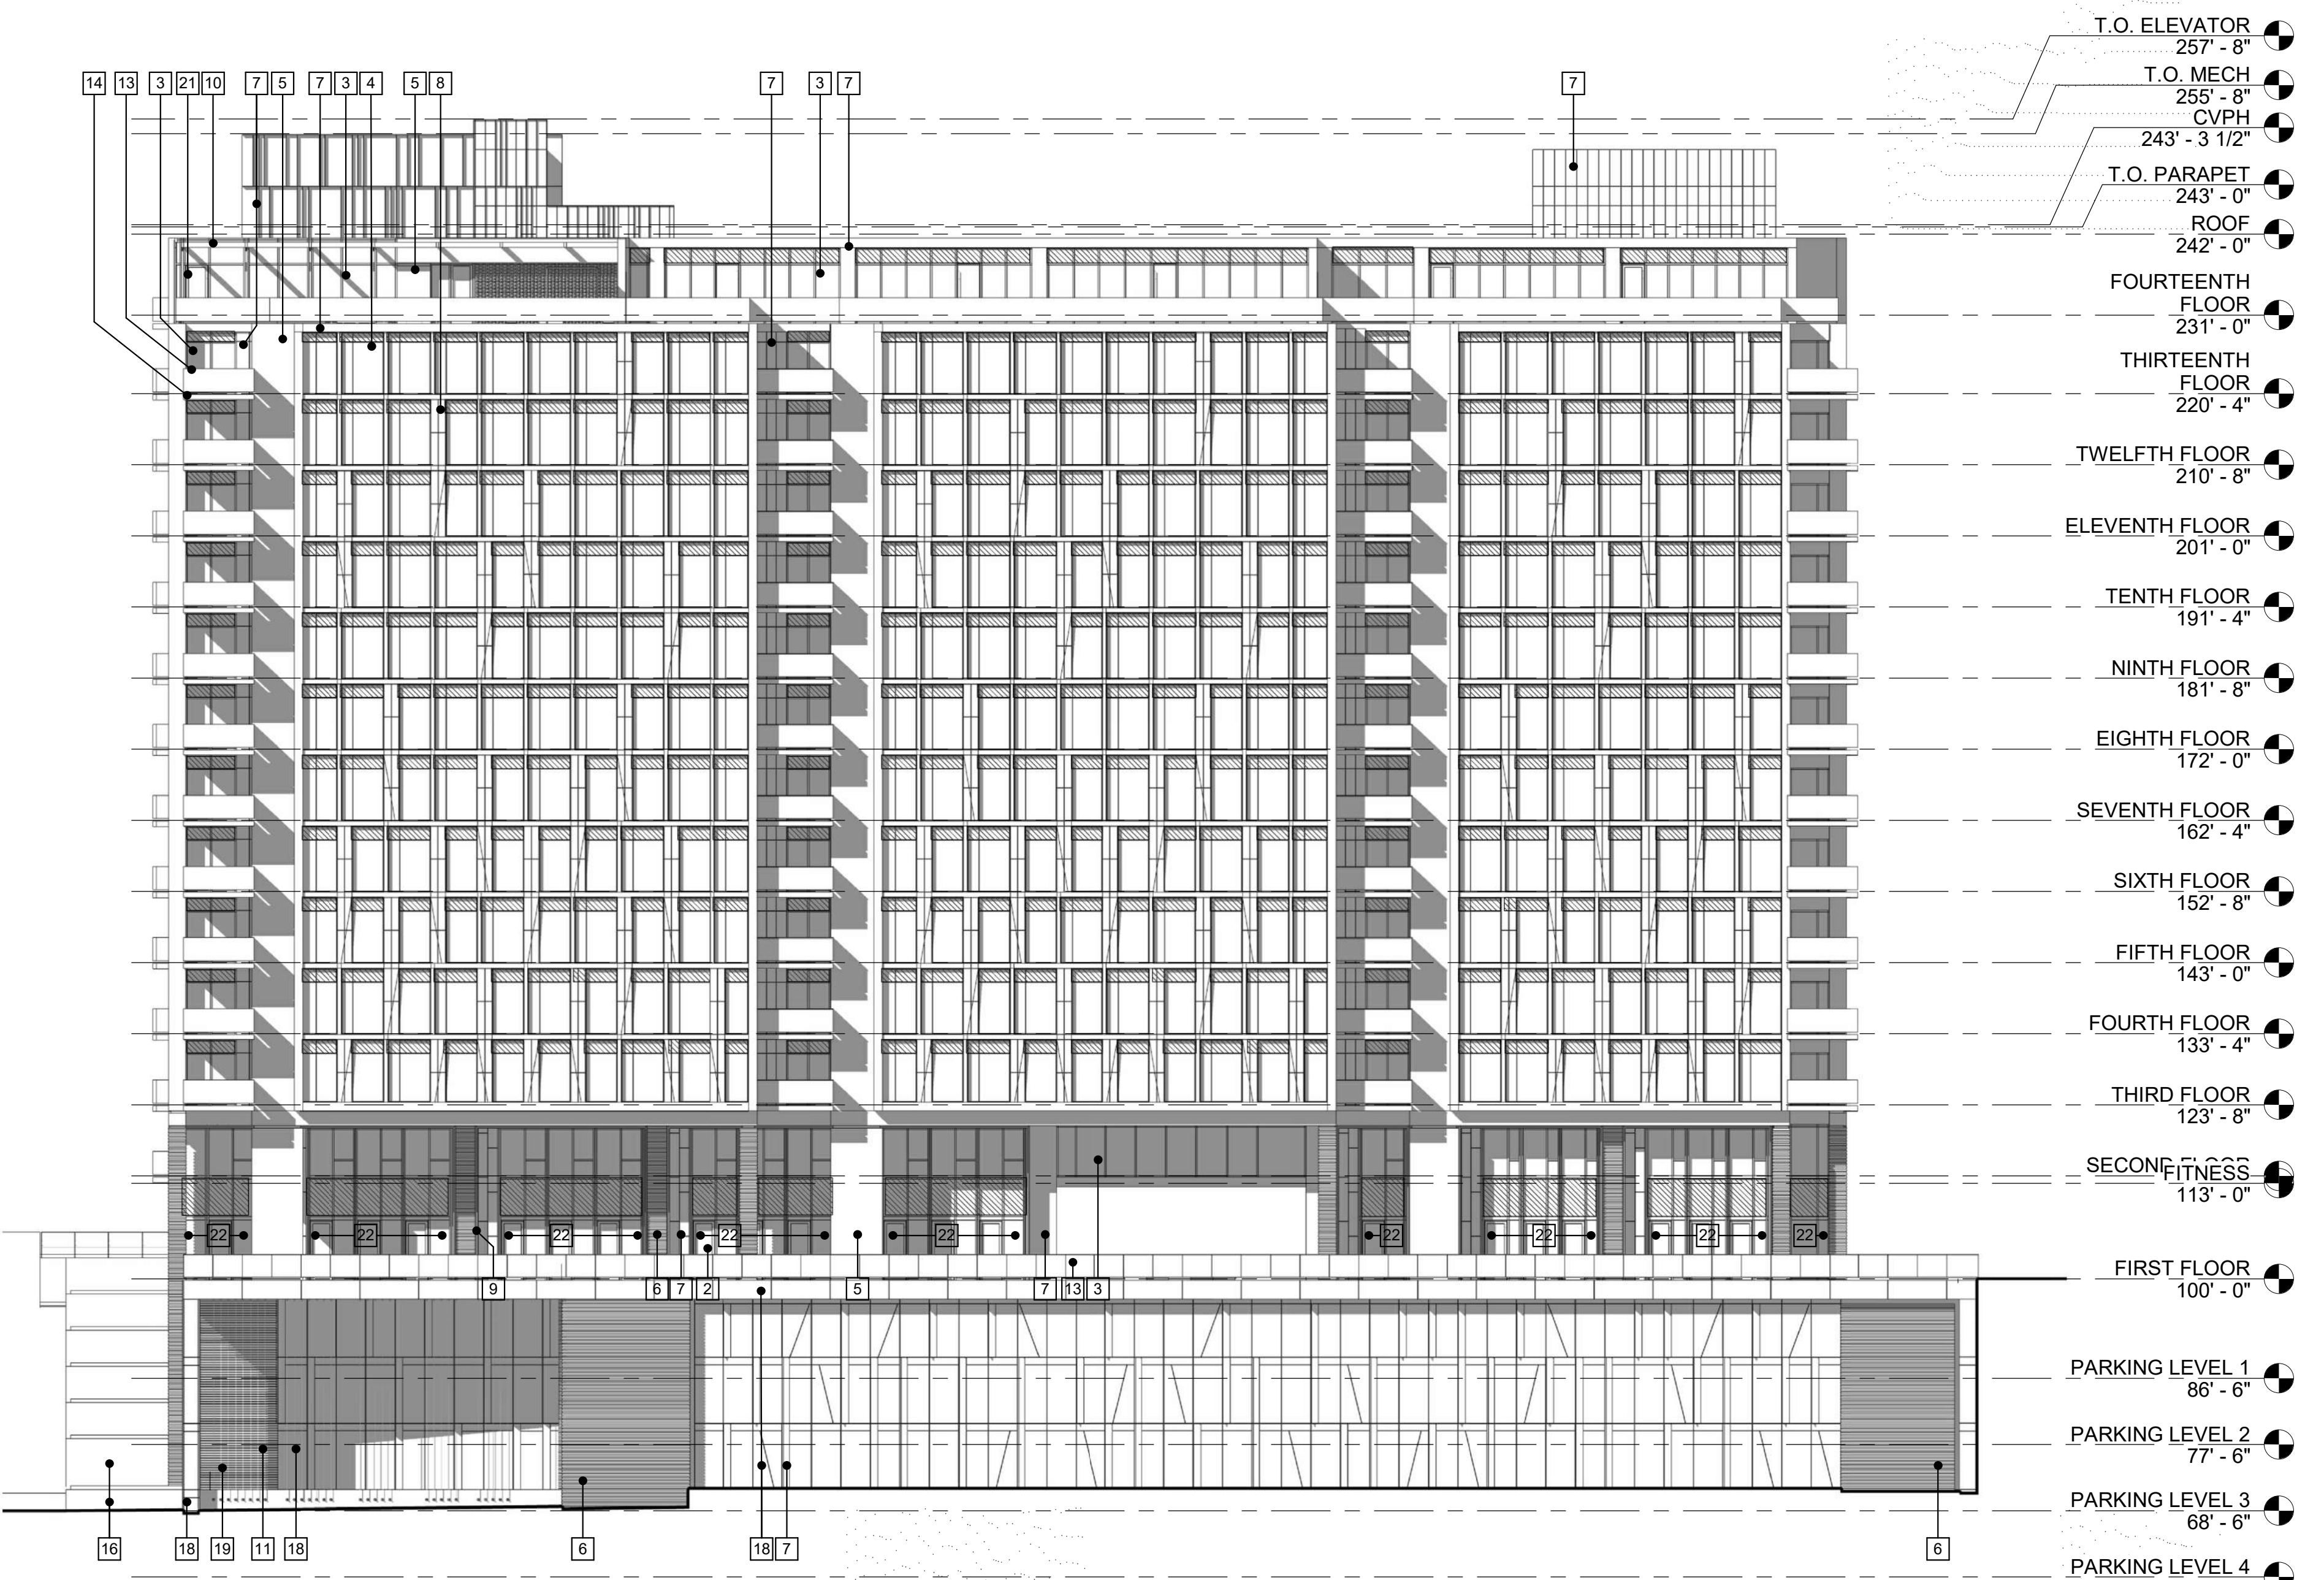 T.O. ELEVATOR
257' - 8"
T.O. MECH
255' - 8"
CVPH
243' - 3 1/2"
T.O. PARAPET
243' - 0"
ROOF
242' - 0"
14 13 3 21 10 7 5 7 3 4 5 8 7 3 7 7
FOURTEENTH
FLOOR
231' - 0"
THIRTEENTH
FLOOR
220' - 4"
TWELFTH FLOOR
210' - 8"
ELEVENTH FLOOR
201' - 0"
TENTH FLOOR
191' - 4"
NINTH FLOOR
181' - 8"
EIGHTH FLOOR
172' - 0"
SEVENTH FLOOR
162' - 4"
SIXTH FLOOR
152' - 8"
FIFTH FLOOR
143' - 0"
FOURTH FLOOR
133' - 4"
THIRD FLOOR
123' - 8"
SECOND FLOOR
FITNESS
113' - 0"
22 22 22 22 22 22 22 22 22
9 6 7 2 5 7 13 3
FIRST FLOOR
100' - 0"
PARKING LEVEL 1
86' - 6"
PARKING LEVEL 2
77' - 6"
PARKING LEVEL 3
68' - 6"
16 18 19 11 18 6 18 7 6
PARKING LEVEL 4